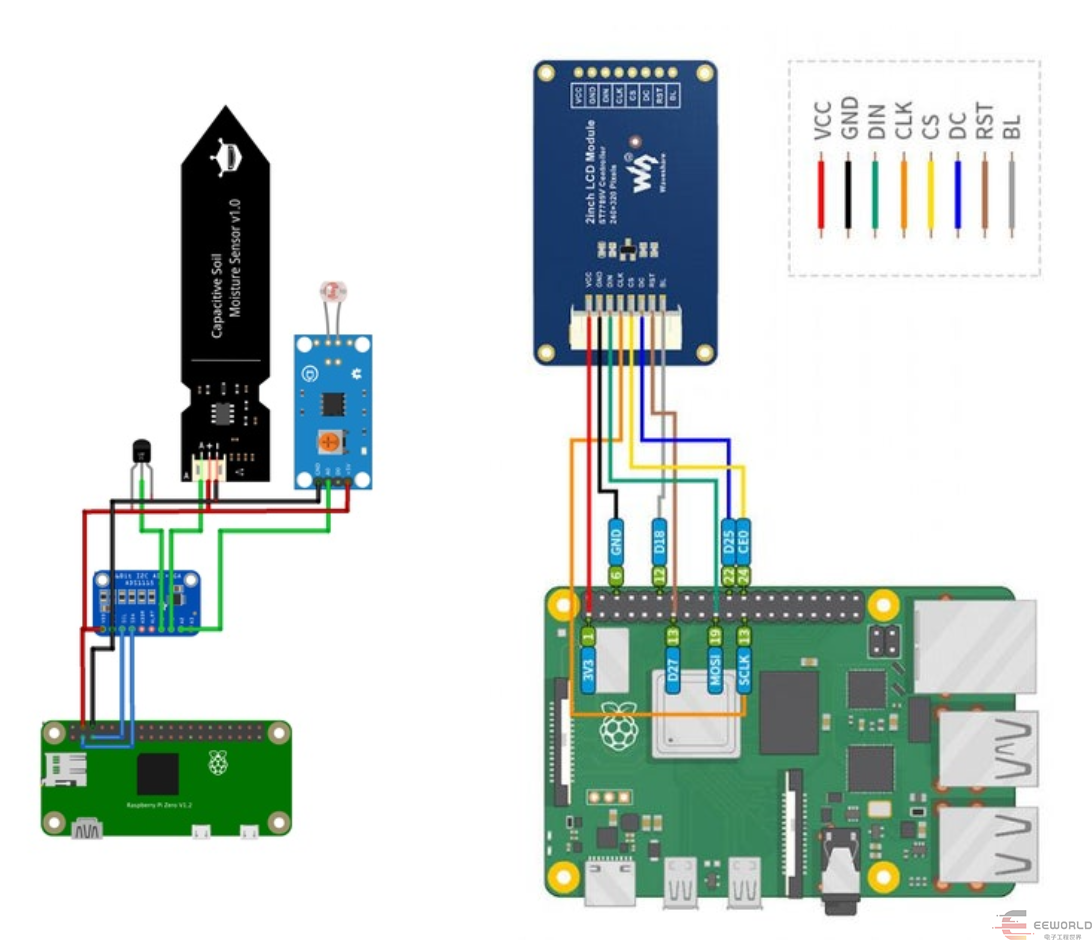 Capacitive Soil
Moisture Sensor v1.0
A + -
A
GND
ADS1115
Raspberry Pi Zero V1.2
VCC GND DIN CLK CS DC RST BL
2inch LCD Module
ST7789V Controller
240×320 Pixels
Waveshare
VCC GND DIN CLK CS DC RST BL
VCC GND DIN CLK CS DC RST BL
GND D18 D25 CE0
6 12 22 24
1 13 19 13
3V3 D27 MOSI SCLK
EEWORLD
电子工程世界